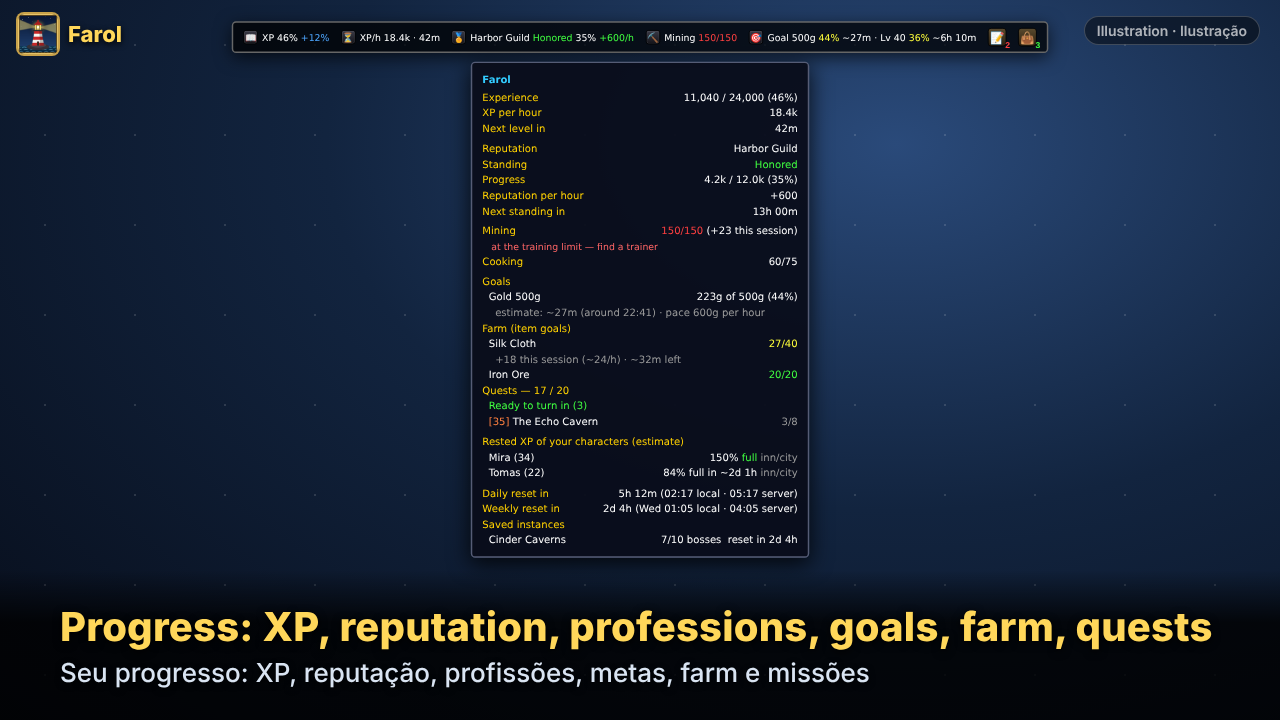 Farol
XP 46% +12% XP/h 18.4k · 42m Harbor Guild Honored 35% +600/h Mining 150/150 Goal 500g 44% ~27m · Lv 40 36% ~6h 10m 2 3
Illustration · Ilustração
Farol
Experience 11,040 / 24,000 (46%)
XP per hour 18.4k
Next level in 42m
Reputation Harbor Guild
Standing Honored
Progress 4.2k / 12.0k (35%)
Reputation per hour +600
Next standing in 13h 00m
Mining 150/150 (+23 this session)
at the training limit — find a trainer
Cooking 60/75
Goals
Gold 500g 223g of 500g (44%)
estimate: ~27m (around 22:41) · pace 600g per hour
Farm (item goals)
Silk Cloth 27/40
+18 this session (~24/h) · ~32m left
Iron Ore 20/20
Quests — 17 / 20
Ready to turn in (3)
[35] The Echo Cavern 3/8
Rested XP of your characters (estimate)
Mira (34) 150% full inn/city
Tomas (22) 84% full in ~2d 1h inn/city
Daily reset in 5h 12m (02:17 local · 05:17 server)
Weekly reset in 2d 4h (Wed 01:05 local · 04:05 server)
Saved instances
Cinder Caverns 7/10 bosses reset in 2d 4h
Progress: XP, reputation, professions, goals, farm, quests
Seu progresso: XP, reputação, profissões, metas, farm e missões